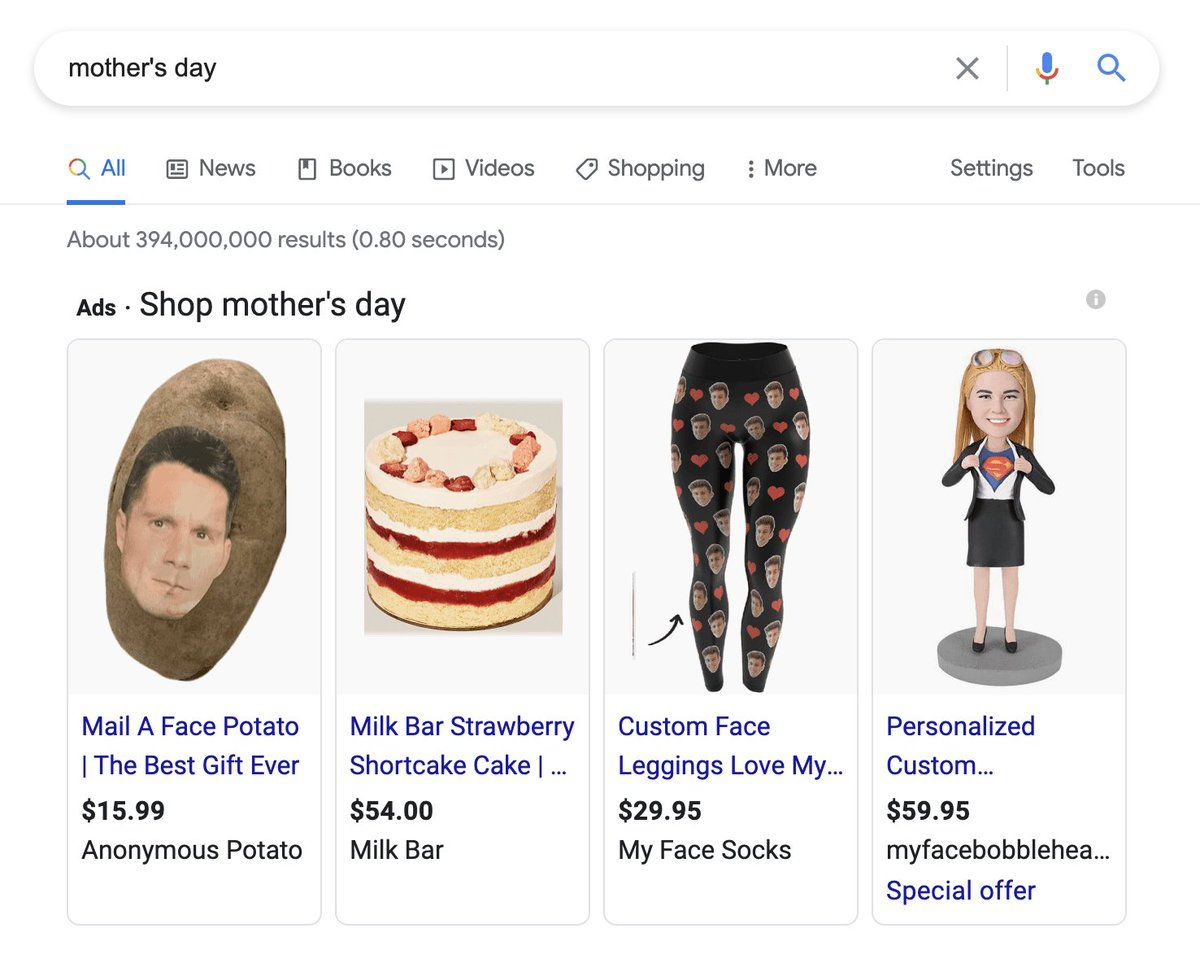 mother's day
All News Books Videos Shopping More Settings Tools
About 394,000,000 results (0.80 seconds)
Ads · Shop mother's day
Mail A Face Potato
| The Best Gift Ever
$15.99
Anonymous Potato
Milk Bar Strawberry
Shortcake Cake | ...
$54.00
Milk Bar
Custom Face
Leggings Love My...
$29.95
My Face Socks
Personalized
Custom...
$59.95
myfacebobblehea...
Special offer